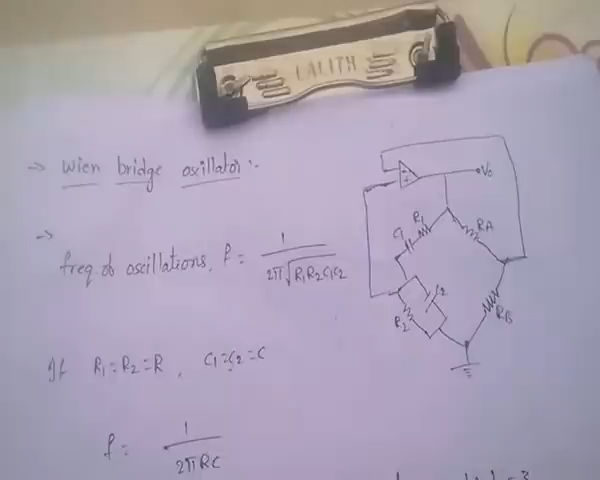 LALITH
→ Wien bridge oscillator :-
→
freq. of oscillations, f = 1 / 2π√R1R2C1C2
If R1 = R2 = R, C1 = C2 = C
f = 1 / 2πRC
V0
R1
C1
RA
C2
R2
RB